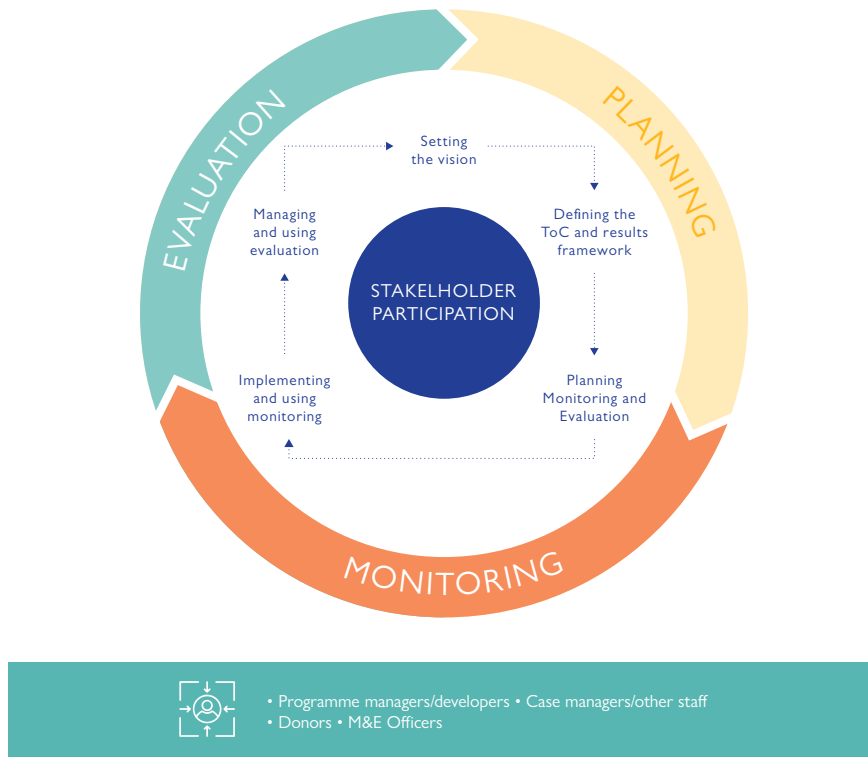 EVALUATION
PLANNING
Setting
the vision
Managing
and using
evaluation
Defining the
ToC and results
framework
STAKELHOLDER
PARTICIPATION
Implementing
and using
monitoring
Planning
Monitoring and
Evaluation
MONITORING
• Programme managers/developers • Case managers/other staff
• Donors • M&E Officers